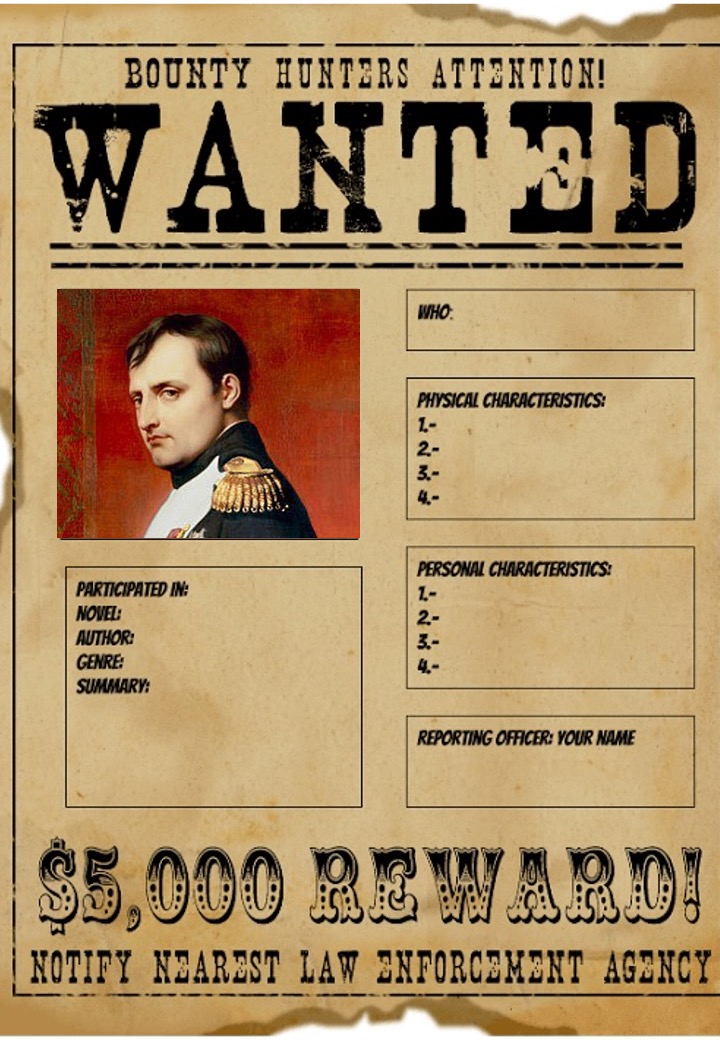 BOUNTY HUNTERS ATTENTION!
WANTED
WHO:
PHYSICAL CHARACTERISTICS:
1.-
2.-
3.-
4.-
PARTICIPATED IN:
NOVEL:
AUTHOR:
GENRE:
SUMMARY:
PERSONAL CHARACTERISTICS:
1.-
2.-
3.-
4.-
REPORTING OFFICER: YOUR NAME
$5,000 REWARD!
NOTIFY NEAREST LAW ENFORCEMENT AGENCY